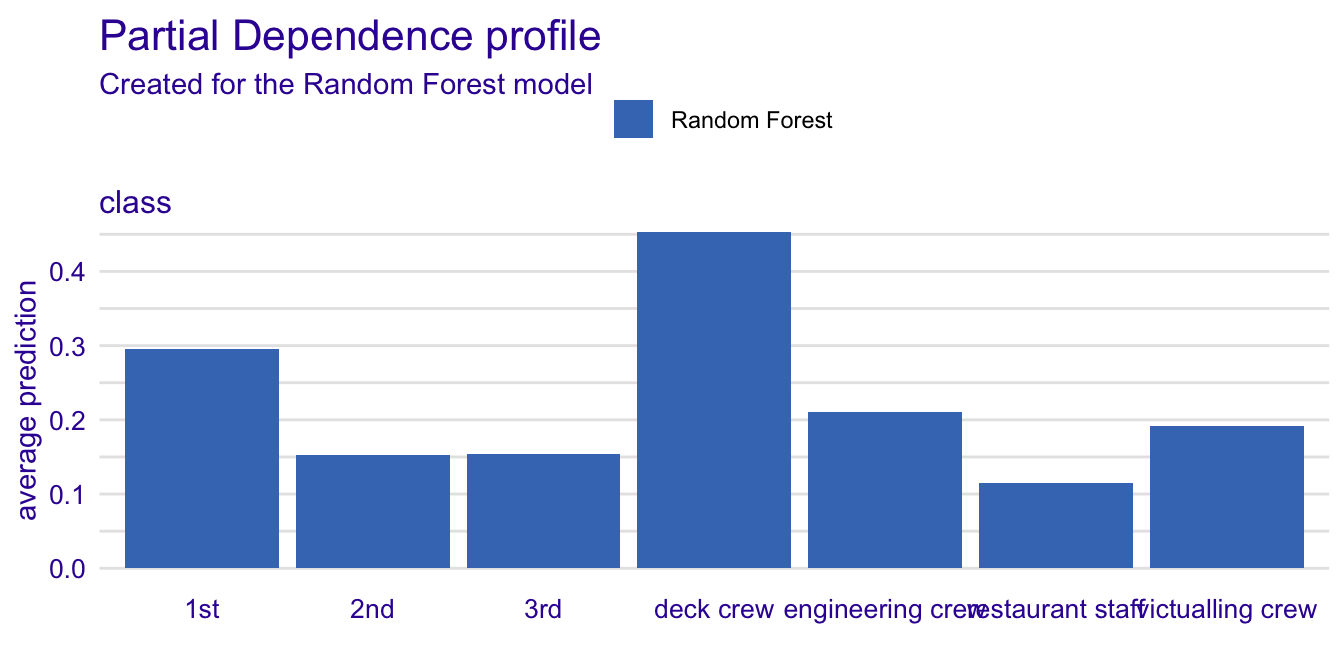 Partial Dependence profile
Created for the Random Forest model
Random Forest
class
average prediction
0.4
0.3
0.2
0.1
0.0
1st 2nd 3rd deck crew engineering crew restaurant staff victualling crew